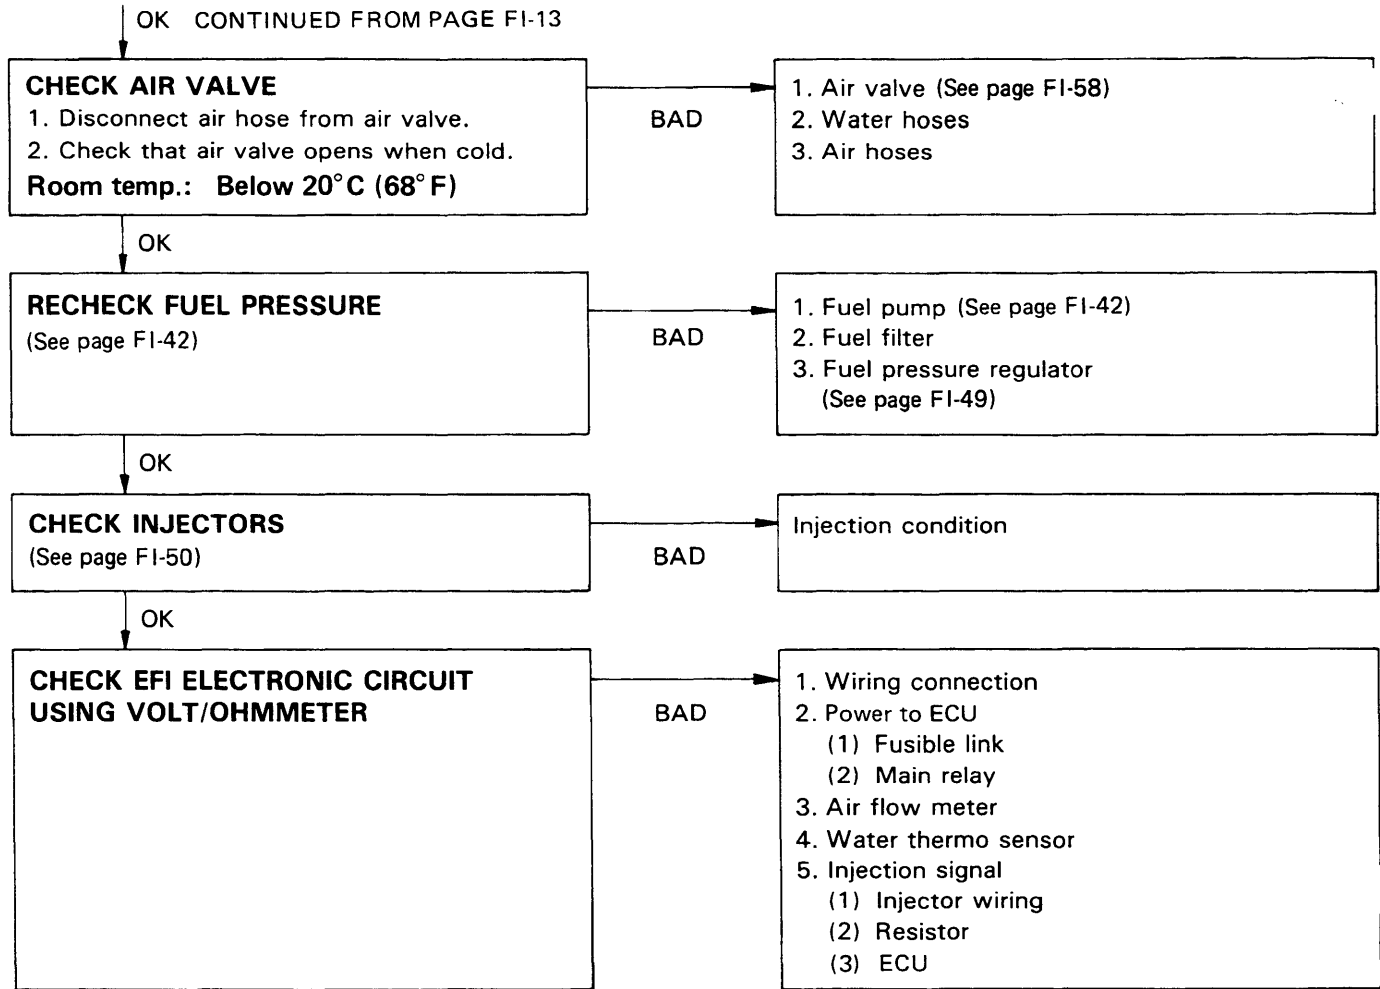 OK CONTINUED FROM PAGE FI-13
CHECK AIR VALVE
1. Disconnect air hose from air valve.
2. Check that air valve opens when cold.
Room temp.: Below 20°C (68°F)
BAD
1. Air valve (See page FI-58)
2. Water hoses
3. Air hoses
OK
RECHECK FUEL PRESSURE
(See page FI-42)
BAD
1. Fuel pump (See page FI-42)
2. Fuel filter
3. Fuel pressure regulator
(See page FI-49)
OK
CHECK INJECTORS
(See page FI-50)
BAD
Injection condition
OK
CHECK EFI ELECTRONIC CIRCUIT
USING VOLT/OHMMETER
BAD
1. Wiring connection
2. Power to ECU
(1) Fusible link
(2) Main relay
3. Air flow meter
4. Water thermo sensor
5. Injection signal
(1) Injector wiring
(2) Resistor
(3) ECU